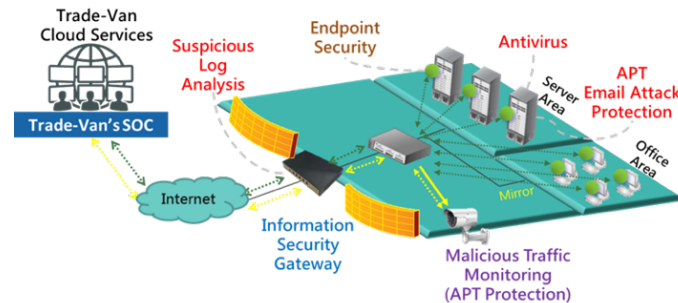 Trade-Van
Cloud Services
Trade-Van's SOC
Suspicious
Log
Analysis
Endpoint
Security
Antivirus
APT
Email Attack
Protection
Server
Area
Office
Area
Internet
Mirror
Information
Security
Gateway
Malicious Traffic
Monitoring
(APT Protection)